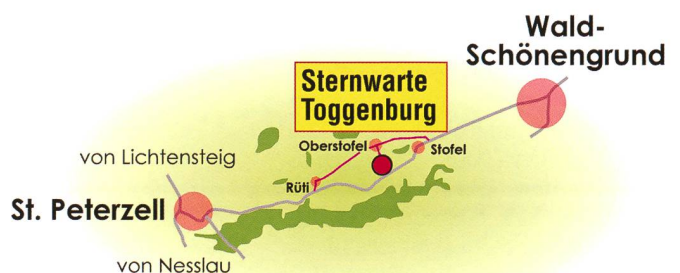 Wald-
Schönengrund
Sternwarte
Toggenburg
Oberstofel
Stofel
von Lichtensteig
Rüti
St. Peterzell
von Nesslau